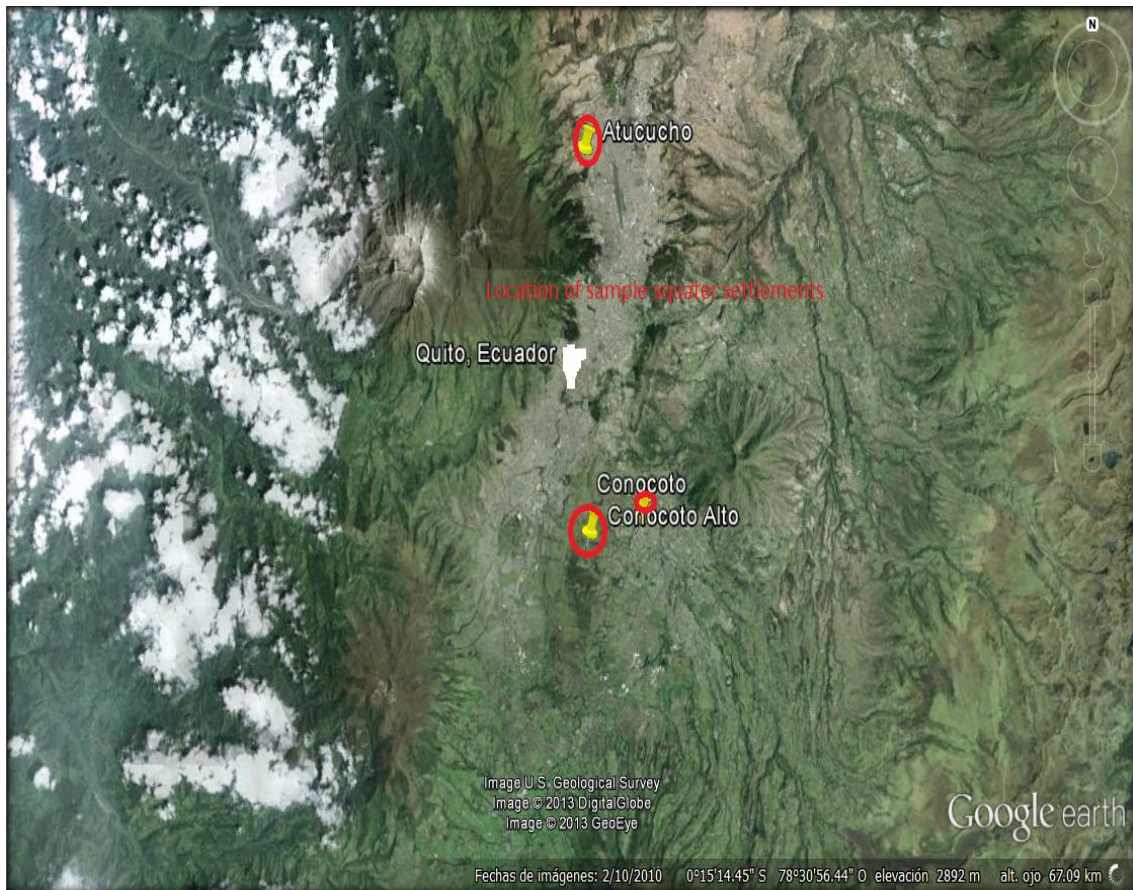 N
Atucucho
Location of sample squater settlements
Quito, Ecuador
Conocoto
Conocoto Alto
Image U.S. Geological Survey
Image © 2013 DigitalGlobe
Image © 2013 GeoEye
Google earth
Fechas de imágenes: 2/10/2010 0°15'14.45" S 78°30'56.44" O elevación 2892 m alt. ojo 67.09 km